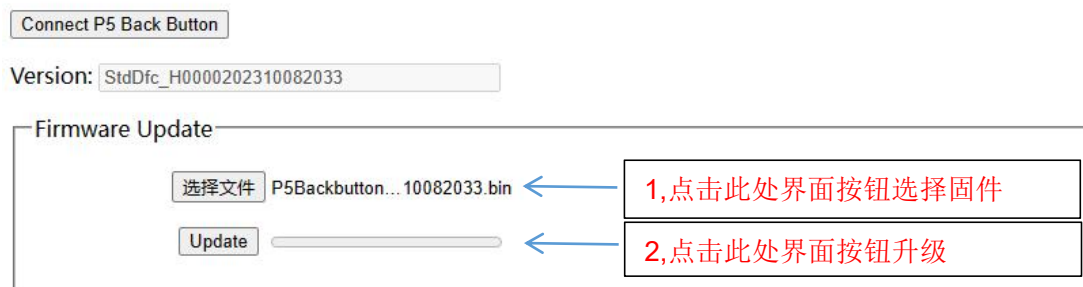 Connect P5 Back Button
Version: StdDfc_H0000202310082033
Firmware Update
选择文件 P5Backbutton...10082033.bin
1,点击此处界面按钮选择固件
Update
2,点击此处界面按钮升级